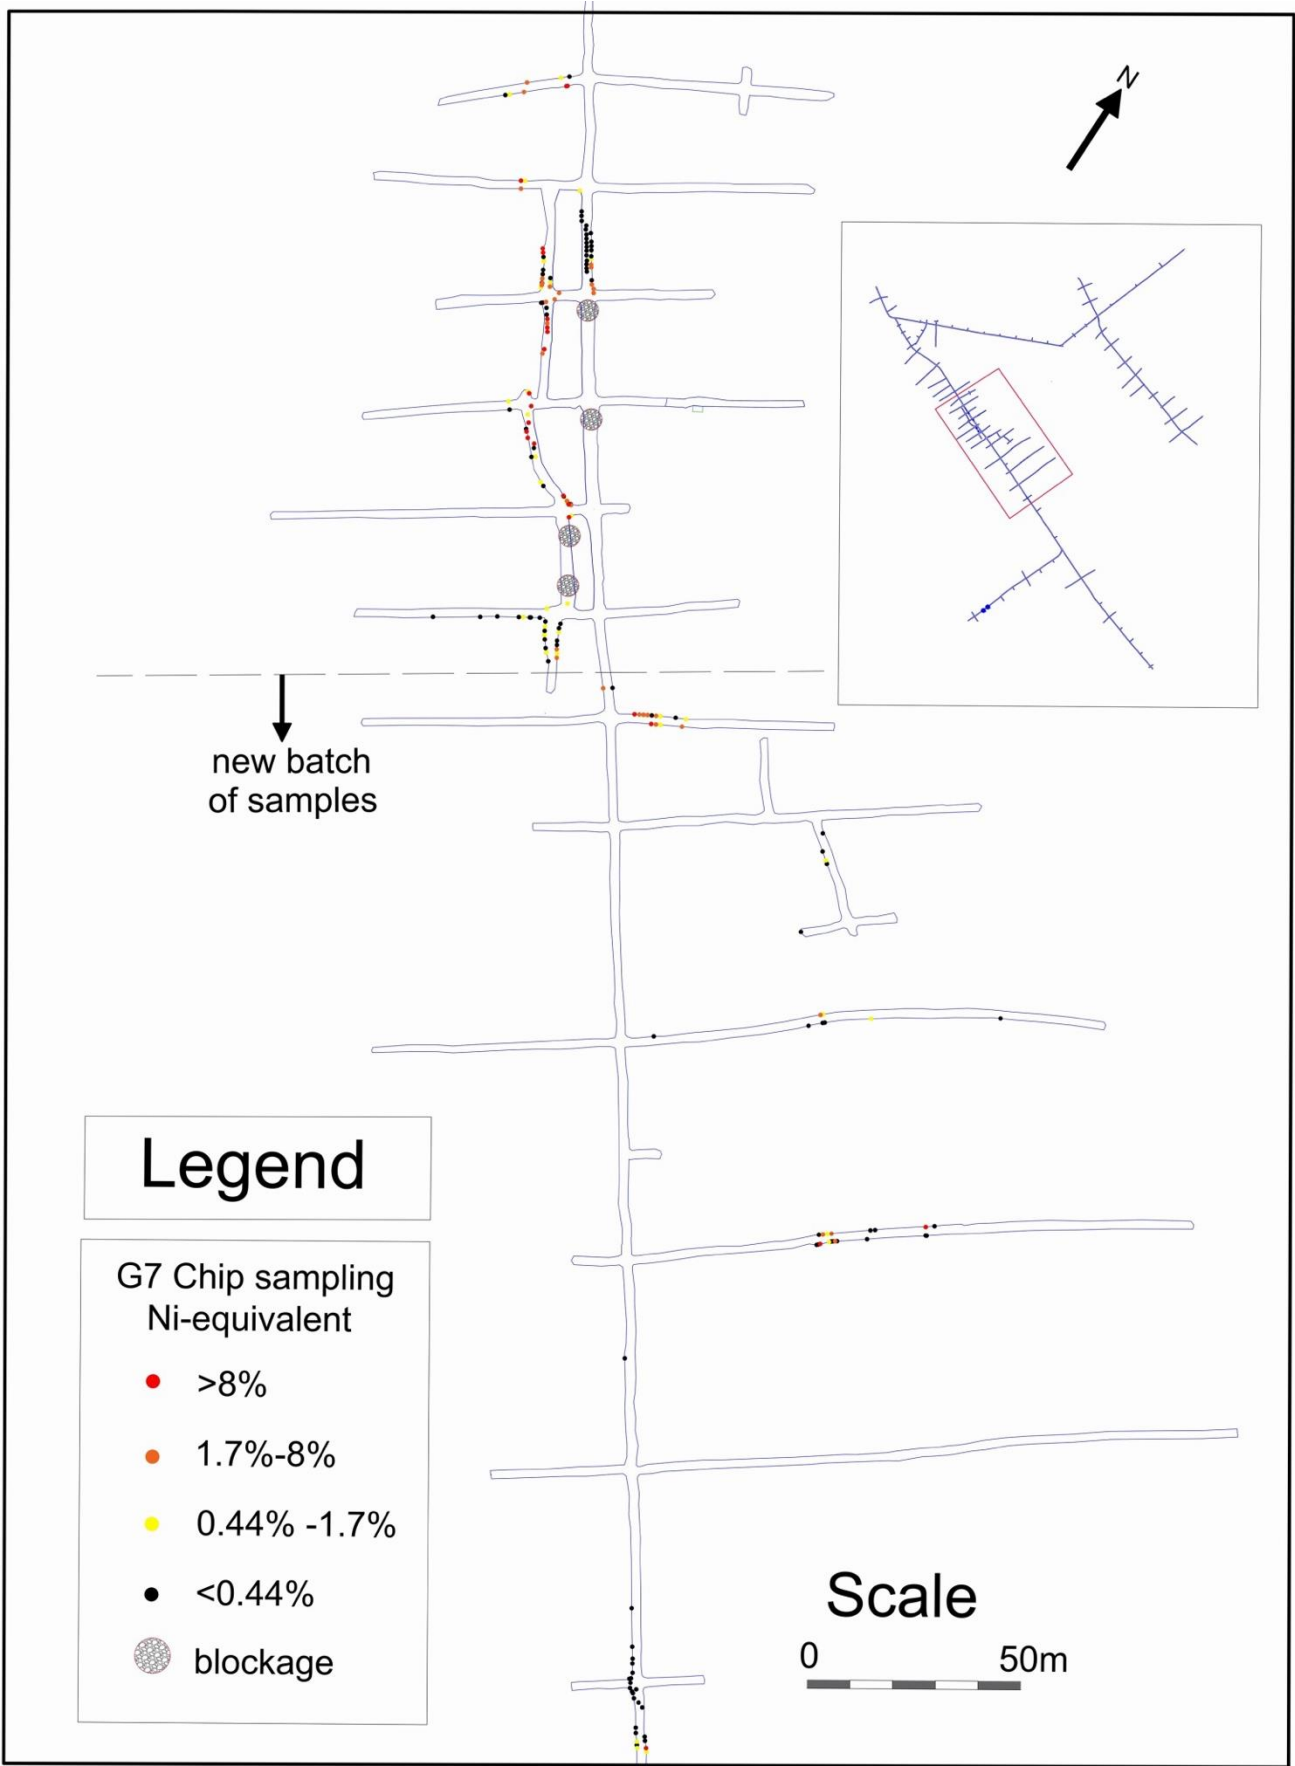 N
new batch
of samples
Legend
G7 Chip sampling
Ni-equivalent
>8%
1.7%-8%
0.44% -1.7%
<0.44%
blockage
Scale
0 50m